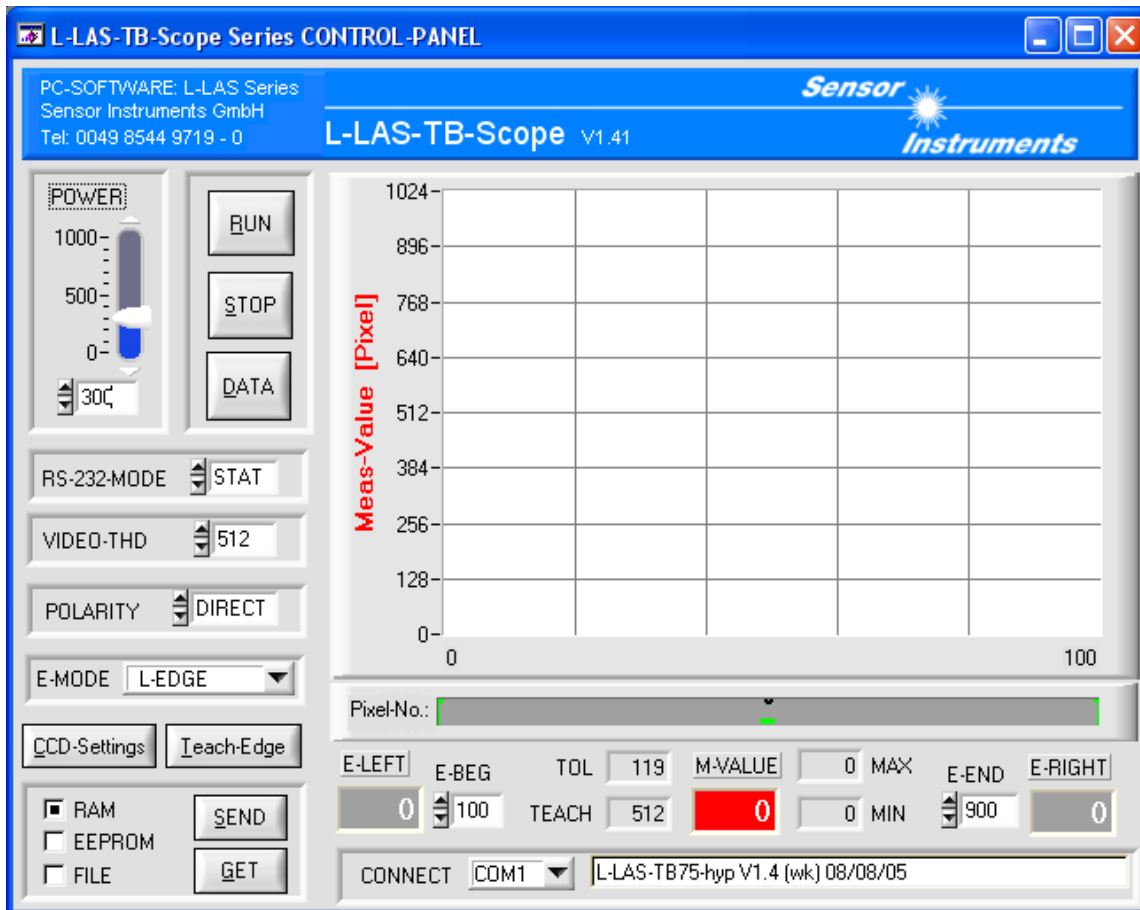 L-LAS-TB-Scope Series CONTROL-PANEL
PC-SOFTWARE: L-LAS Series
Sensor Instruments GmbH
Tel: 0049 8544 9719 - 0
L-LAS-TB-Scope V1.41
Sensor
Instruments
POWER
1000
500
0
300
RUN
STOP
DATA
RS-232-MODE STAT
VIDEO-THD 512
POLARITY DIRECT
E-MODE L-EDGE
CCD-Settings Teach-Edge
RAM
EEPROM
FILE
SEND
GET
Meas-Value [Pixel]
1024
896
768
640
512
384
256
128
0
0 100
Pixel-No.:
E-LEFT E-BEG TOL 119 M-VALUE 0 MAX E-END E-RIGHT
0 100 TEACH 512 0 0 MIN 900 0
CONNECT COM1 L-LAS-TB75-hyp V1.4 (wk) 08/08/05